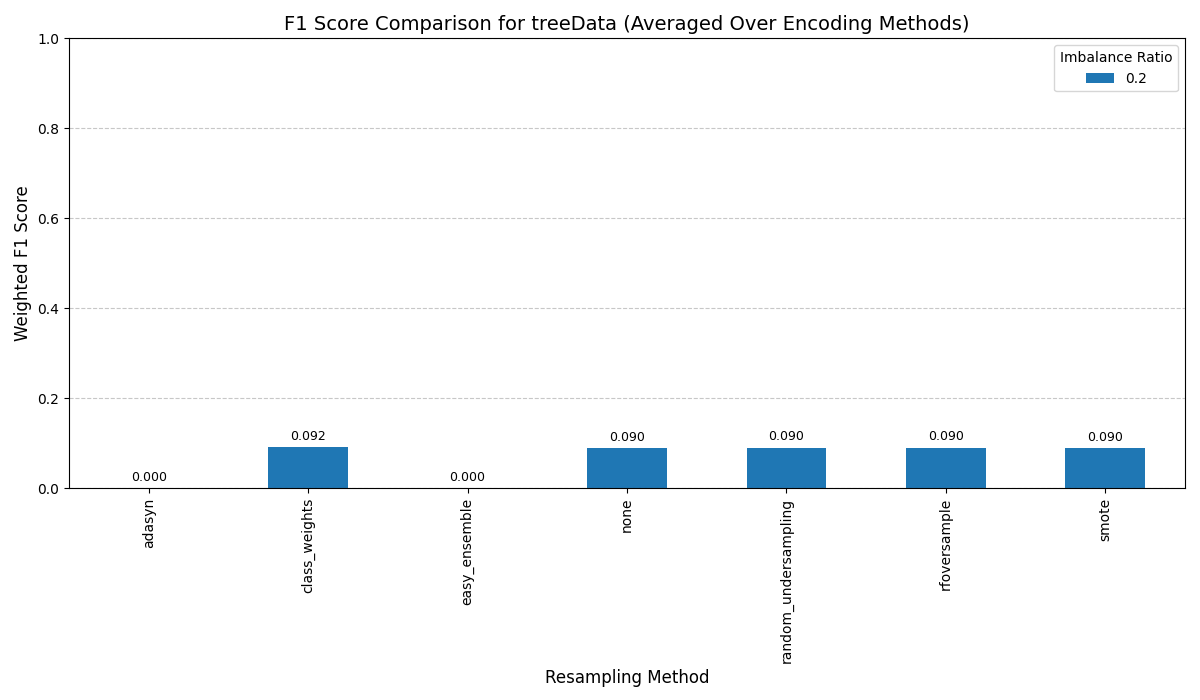 F1 Score Comparison for treeData (Averaged Over Encoding Methods)
Weighted F1 Score
1.0
0.8
0.6
0.4
0.2
0.0
Imbalance Ratio
0.2
0.000
0.092
0.000
0.090
0.090
0.090
0.090
adasyn
class_weights
easy_ensemble
none
random_undersampling
rfoversample
smote
Resampling Method